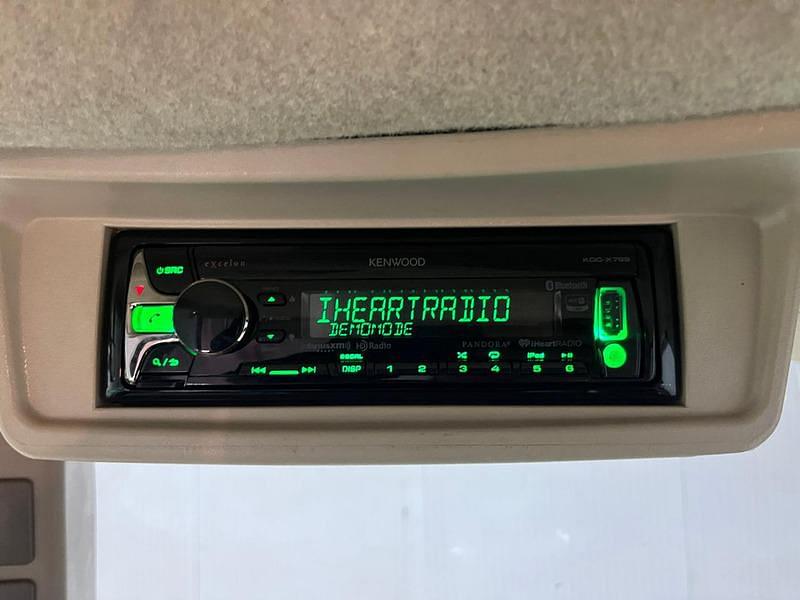 SRC
excelon
KENWOOD
KDC-X799
Bluetooth
IHEARTRADIO
DEMOMODE
siriusxm
HD Radio
PANDORA
iHeartRADIO
DISP
1
2
3
4
iPod
5
6